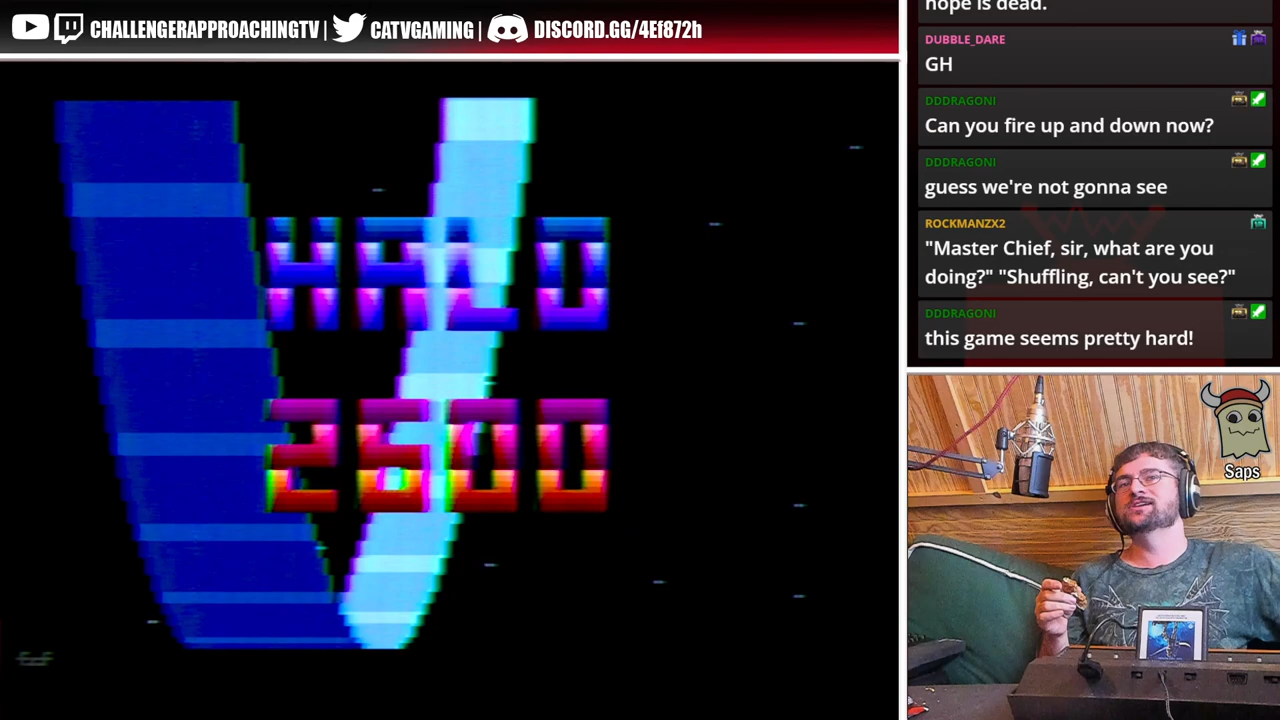 CHALLENGERAPPROACHINGTV | CATVGAMING | DISCORD.GG/4Ef872h
HALO
2600
nope is dead.
DUBBLE_DARE
GH
DDDRAGONI
Can you fire up and down now?
DDDRAGONI
guess we're not gonna see
ROCKMANZX2
"Master Chief, sir, what are you
doing?" "Shuffling, can't you see?"
DDDRAGONI
this game seems pretty hard!
Saps